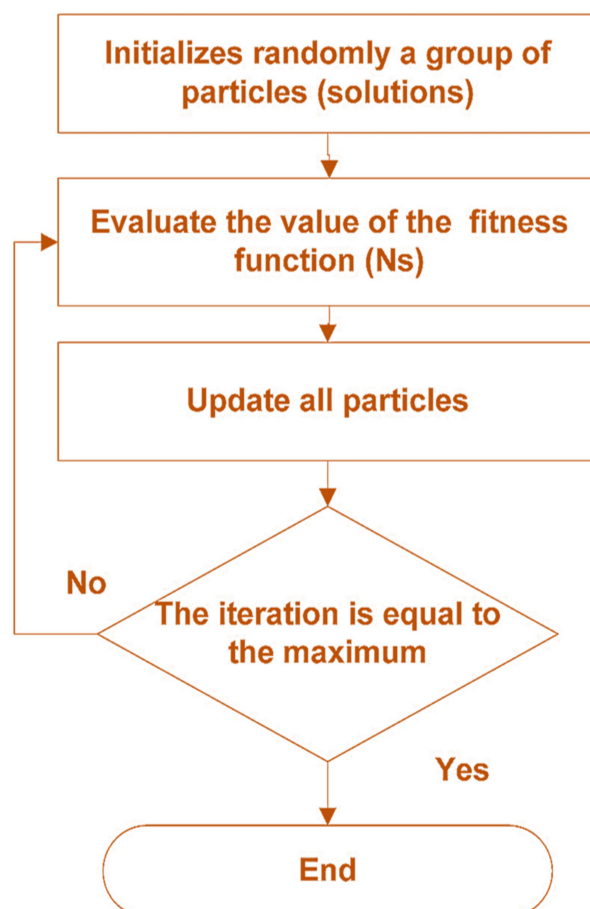 Initializes randomly a group of
particles (solutions)
Evaluate the value of the fitness
function (Ns)
Update all particles
No
The iteration is equal to
the maximum
Yes
End